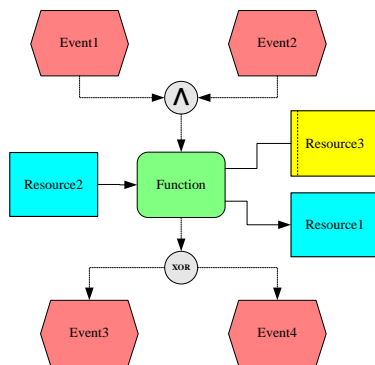 Event1
Event2
Λ
Resource3
Resource2
Function
Resource1
XOR
Event3
Event4